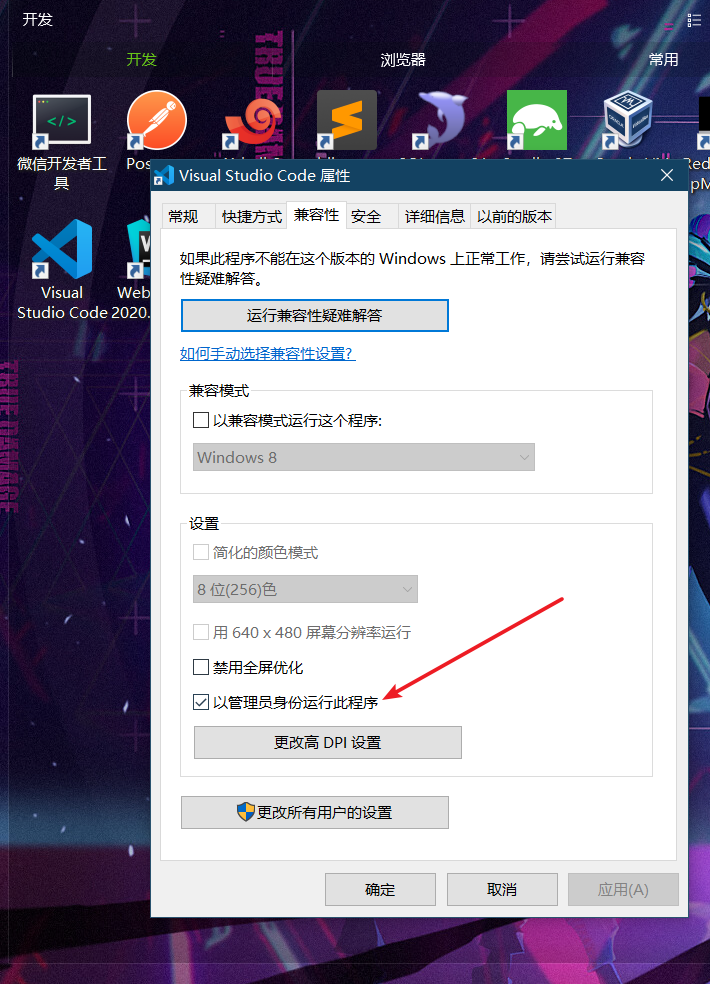 开发
开发
浏览器
常用
微信开发者工
具
Pos
Visual
Studio Code
Web
2020.
Red
pM
Visual Studio Code 属性
常规
快捷方式
兼容性
安全
详细信息
以前的版本
如果此程序不能在这个版本的 Windows 上正常工作，请尝试运行兼容
性疑难解答。
运行兼容性疑难解答
如何手动选择兼容性设置?
兼容模式
以兼容模式运行这个程序:
Windows 8
设置
简化的颜色模式
8 位(256)色
用 640 x 480 屏幕分辨率运行
禁用全屏优化
以管理员身份运行此程序
更改高 DPI 设置
更改所有用户的设置
确定
取消
应用(A)
TRUE DAMAGE